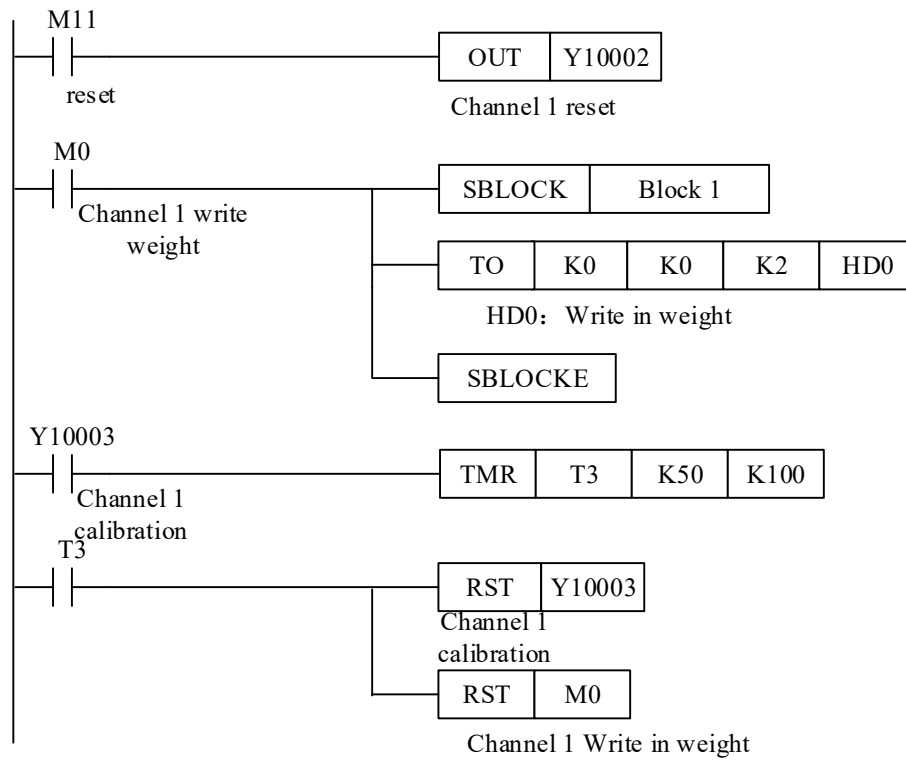 M11
OUT Y10002
reset
Channel 1 reset
M0
SBLOCK Block 1
Channel 1 write
weight
TO K0 K0 K2 HD0
HD0：Write in weight
SBLOCKE
Y10003
TMR T3 K50 K100
Channel 1
calibration
T3
RST Y10003
Channel 1
calibration
RST M0
Channel 1 Write in weight